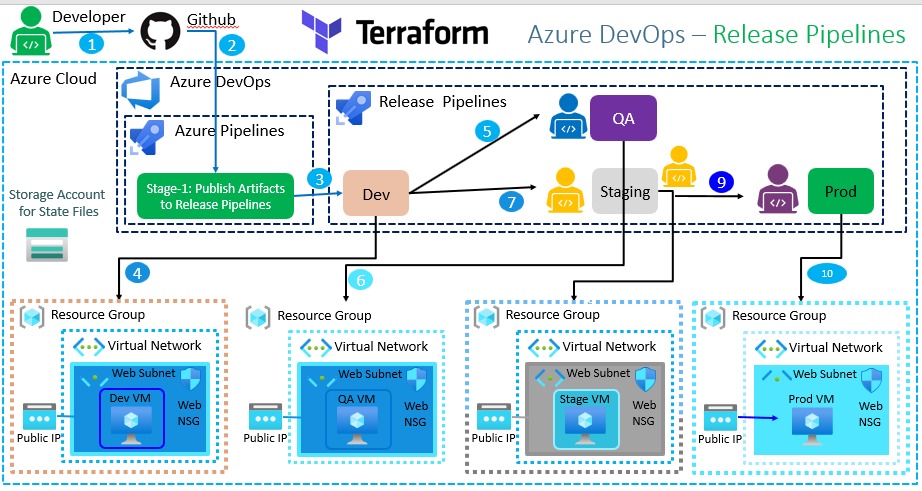 Developer
Github
Terraform
Azure DevOps – Release Pipelines
1
2
Azure Cloud
Azure DevOps
Release Pipelines
Azure Pipelines
5
QA
Stage-1: Publish Artifacts
to Release Pipelines
3
Dev
7
Staging
9
Prod
Storage Account
for State Files
4
6
10
Resource Group
Virtual Network
Web Subnet
Dev VM
Web
NSG
Public IP
Resource Group
Virtual Network
Web Subnet
QA VM
Web
NSG
Public IP
Resource Group
Virtual Network
Web Subnet
Stage VM
Web
NSG
Public IP
Resource Group
Virtual Network
Web Subnet
Prod VM
Web
NSG
Public IP